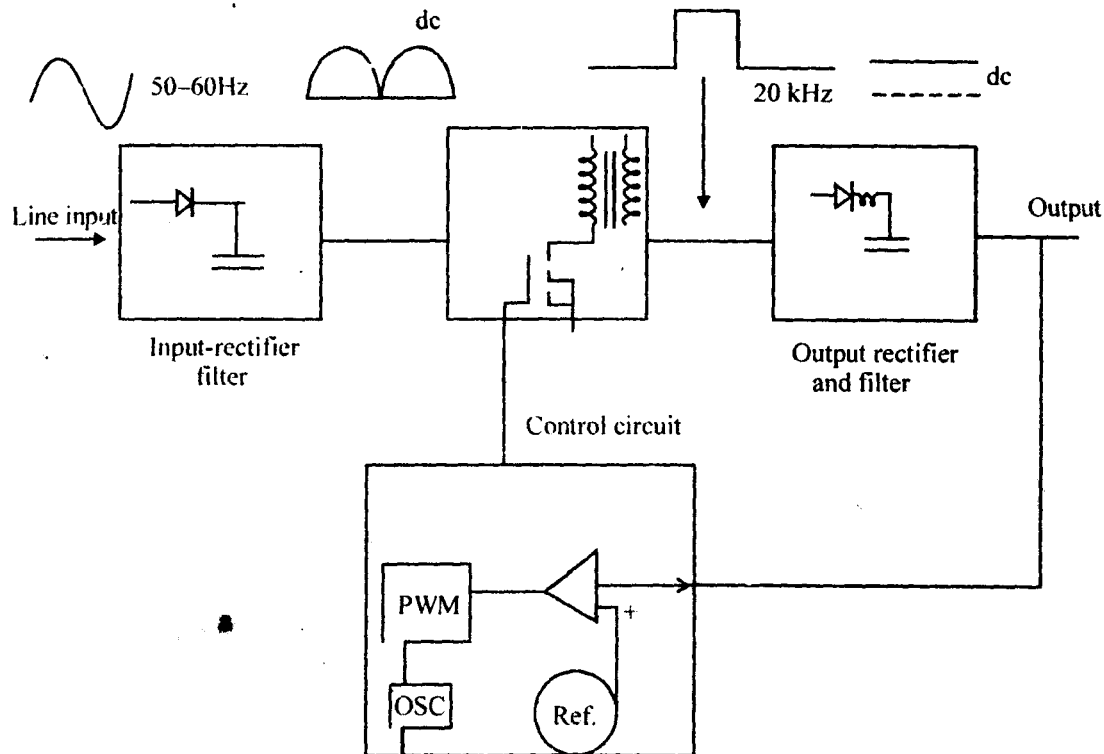 dc
50–60Hz
20 kHz
dc
Line input
Output
Input-rectifier
filter
Output rectifier
and filter
Control circuit
PWM
+
OSC
Ref.